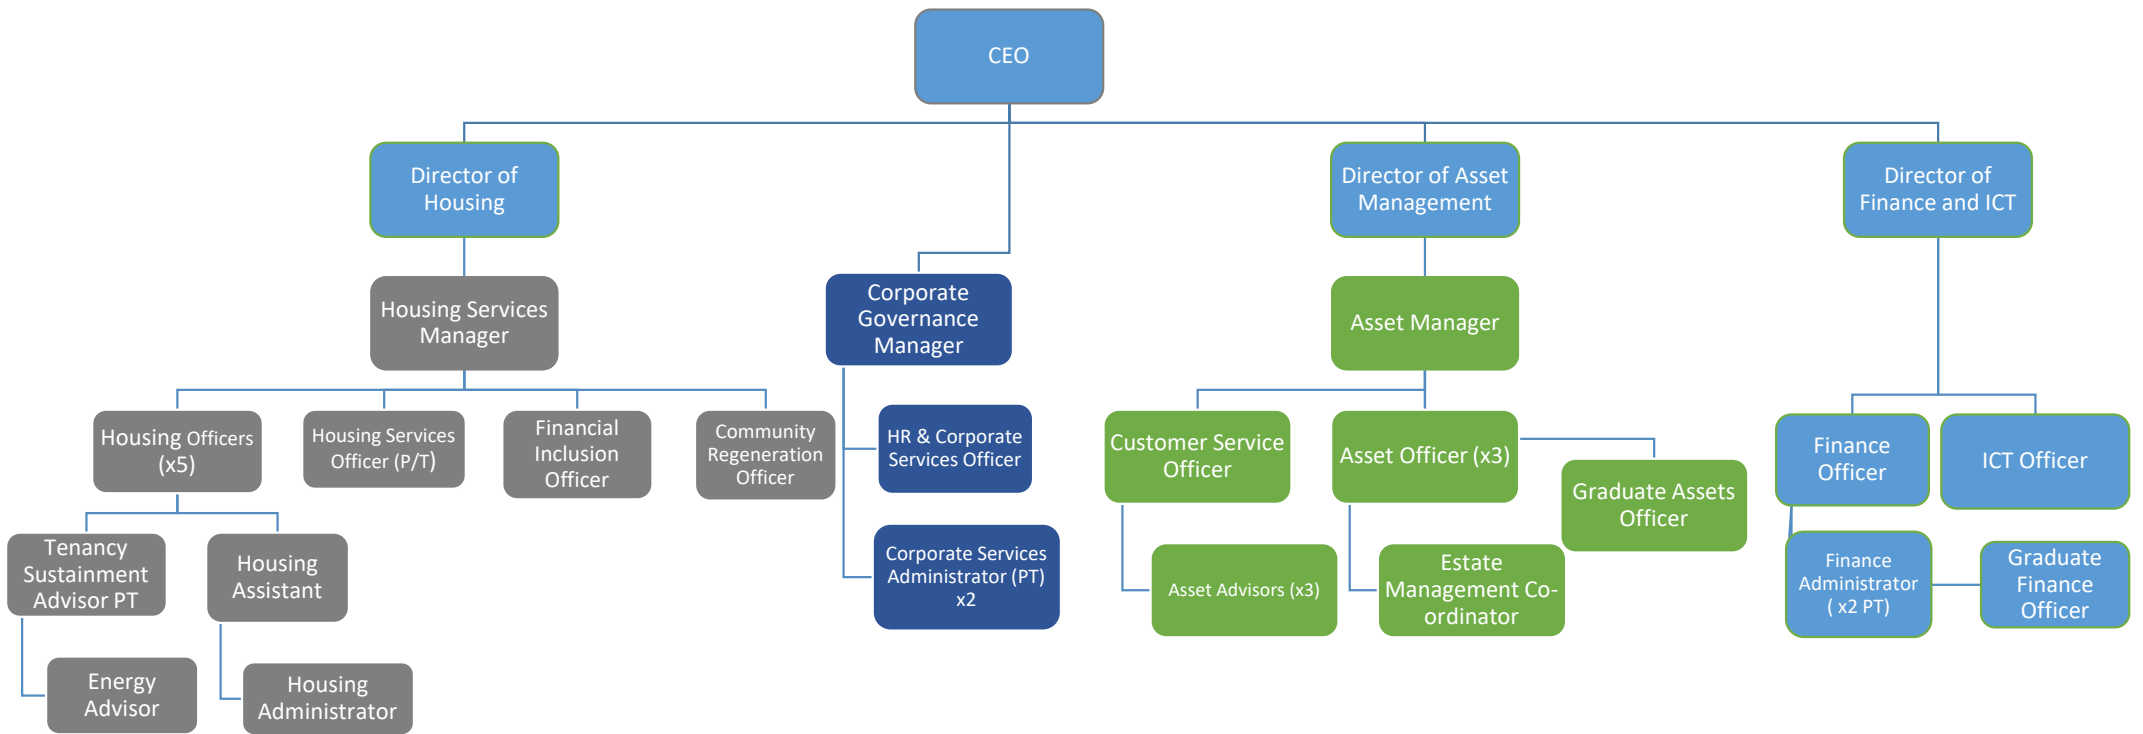 CEO
Director of
Housing
Director of Asset
Management
Director of
Finance and ICT
Housing Services
Manager
Corporate
Governance
Manager
Asset Manager
Housing Officers
(x5)
Housing Services
Officer (P/T)
Financial
Inclusion
Officer
Community
Regeneration
Officer
HR & Corporate
Services Officer
Customer Service
Officer
Asset Officer (x3)
Graduate Assets
Officer
Finance
Officer
ICT Officer
Tenancy
Sustainment
Advisor PT
Housing
Assistant
Corporate Services
Administrator (PT)
x2
Asset Advisors (x3)
Estate
Management Co-
ordinator
Finance
Administrator
( x2 PT)
Graduate
Finance
Officer
Energy
Advisor
Housing
Administrator